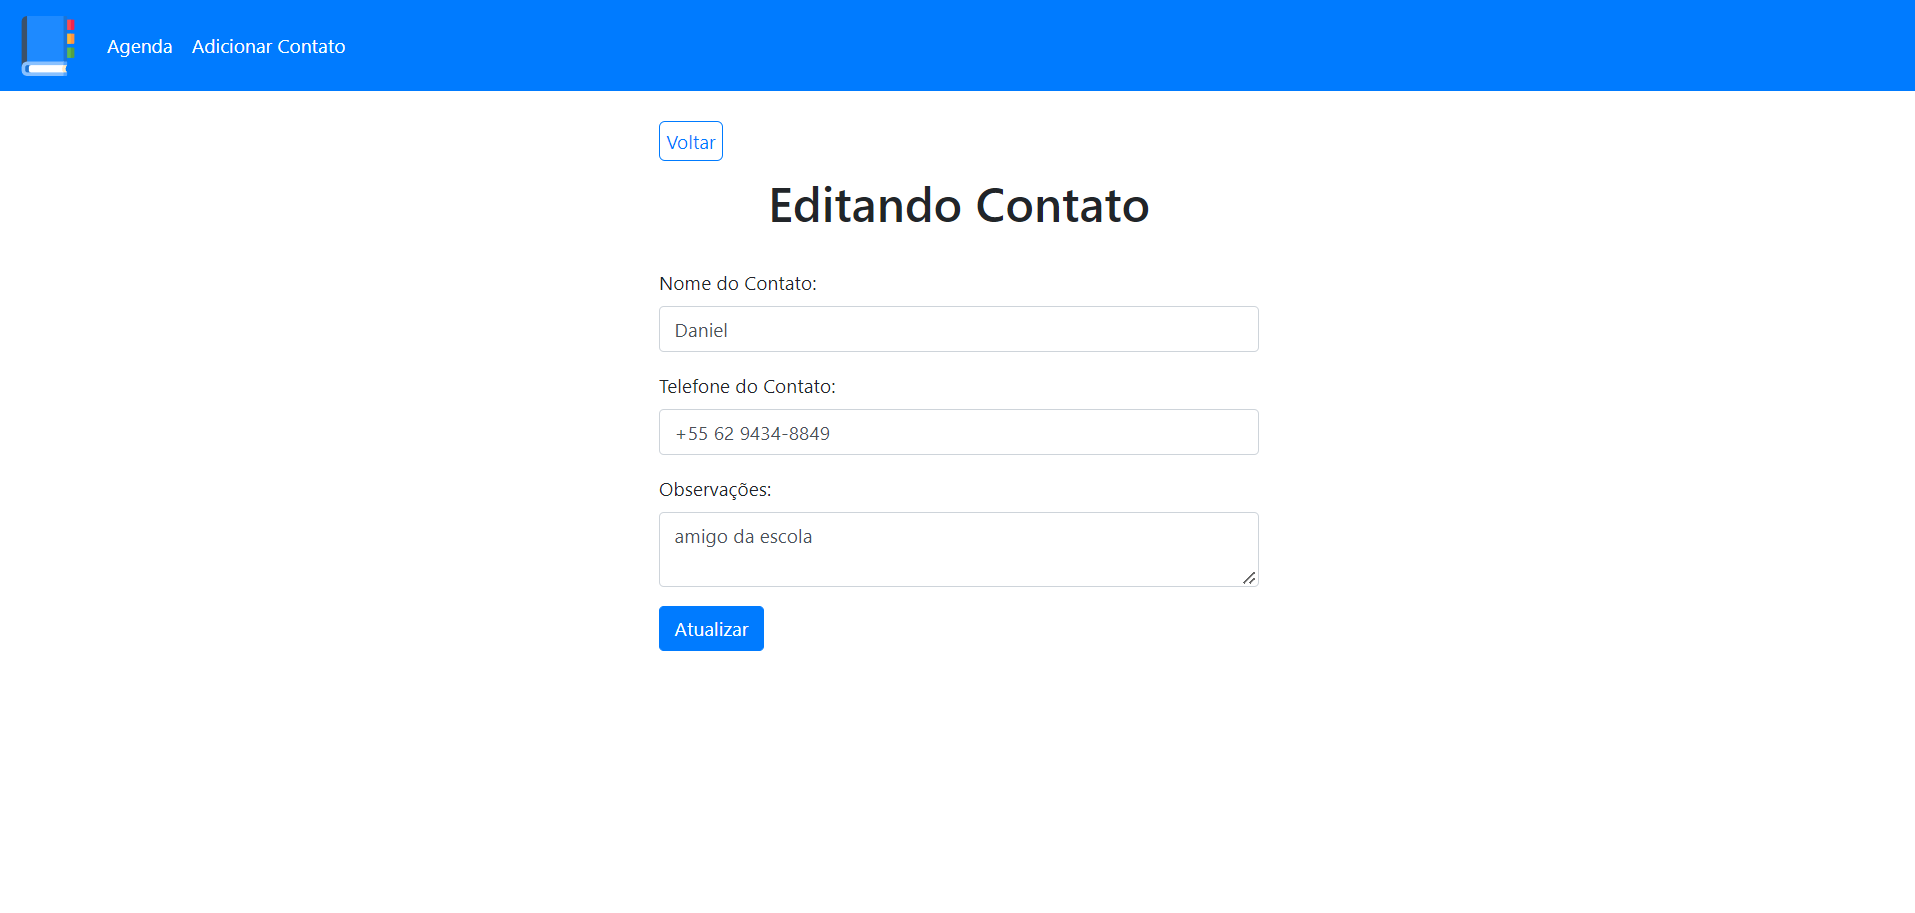 Agenda Adicionar Contato
Voltar
Editando Contato
Nome do Contato:
Daniel
Telefone do Contato:
+55 62 9434-8849
Observações:
amigo da escola
Atualizar